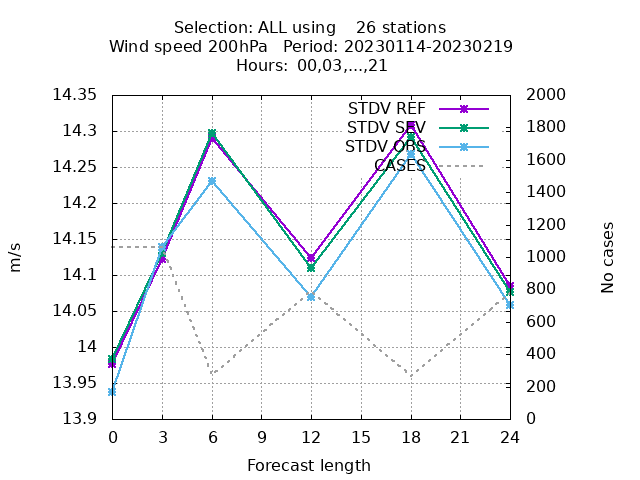 Selection: ALL using    26 stations
Wind speed 200hPa   Period: 20230114-20230219
Hours: 00,03,...,21
14.35
14.3
14.25
14.2
14.15
14.1
14.05
14
13.95
13.9
m/s
STDV REF
STDV SEV
STDV ORS
CASES
2000
1800
1600
1400
1200
1000
800
600
400
200
0
No cases
0 3 6 9 12 15 18 21 24
Forecast length